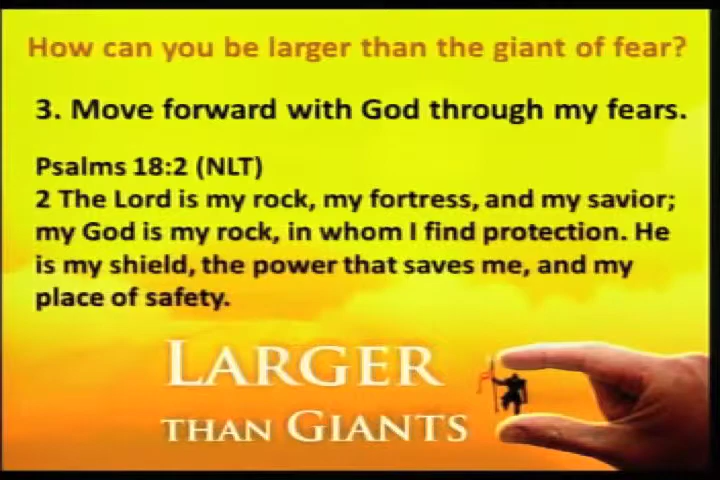 How can you be larger than the giant of fear?
3. Move forward with God through my fears.
Psalms 18:2 (NLT)
2 The Lord is my rock, my fortress, and my savior;
my God is my rock, in whom I find protection. He
is my shield, the power that saves me, and my
place of safety.
LARGER
THAN GIANTS